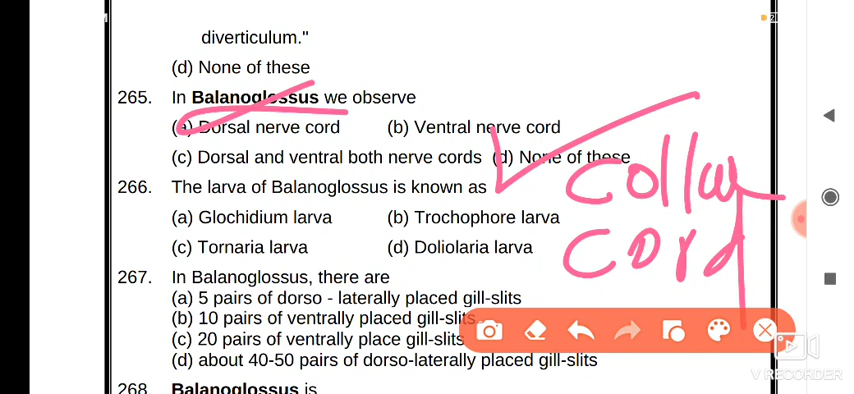 diverticulum."
(d) None of these
265. In Balanoglossus we observe
(a) Dorsal nerve cord (b) Ventral nerve cord
(c) Dorsal and ventral both nerve cords (d) None of these
266. The larva of Balanoglossus is known as
Collar
(a) Glochidium larva (b) Trochophore larva
(c) Tornaria larva (d) Doliolaria larva
cord
267. In Balanoglossus, there are
(a) 5 pairs of dorso - laterally placed gill-slits
(b) 10 pairs of ventrally placed gill-slits
(c) 20 pairs of ventrally place gill-slits
(d) about 40-50 pairs of dorso-laterally placed gill-slits
V RECORDER
268. Balanoglossus is